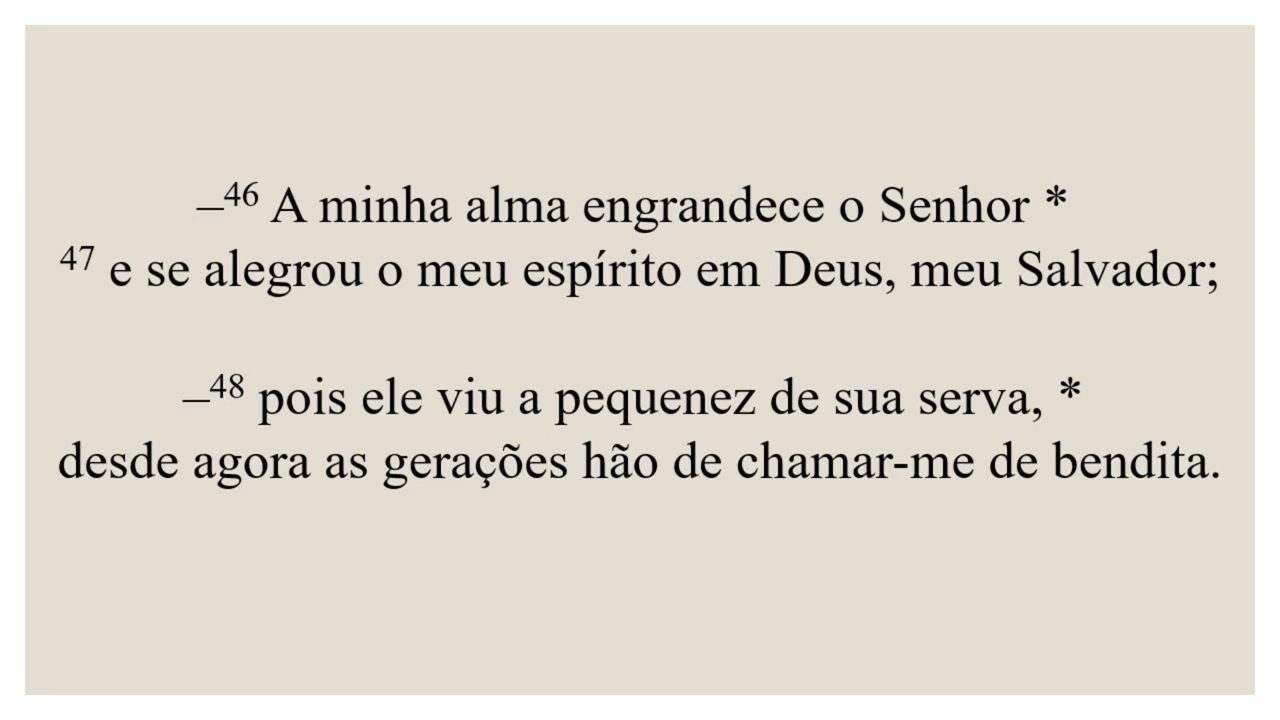 –46 A minha alma engrandece o Senhor *
47 e se alegrou o meu espírito em Deus, meu Salvador;
–48 pois ele viu a pequenez de sua serva, *
desde agora as gerações hão de chamar-me de bendita.